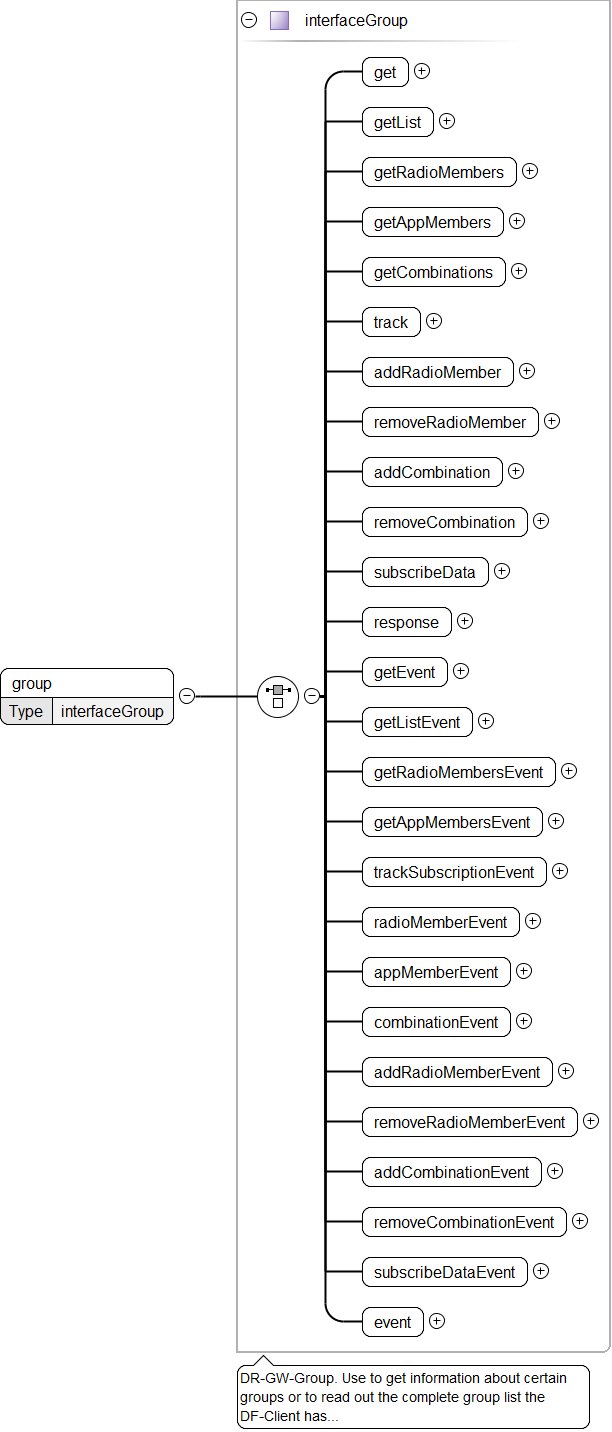 interfaceGroup
get
getList
getRadioMembers
getAppMembers
getCombinations
track
addRadioMember
removeRadioMember
addCombination
removeCombination
subscribeData
response
group
Type interfaceGroup
getEvent
getListEvent
getRadioMembersEvent
getAppMembersEvent
trackSubscriptionEvent
radioMemberEvent
appMemberEvent
combinationEvent
addRadioMemberEvent
removeRadioMemberEvent
addCombinationEvent
removeCombinationEvent
subscribeDataEvent
event
DR-GW-Group. Use to get information about certain
groups or to read out the complete group list the
DF-Client has...